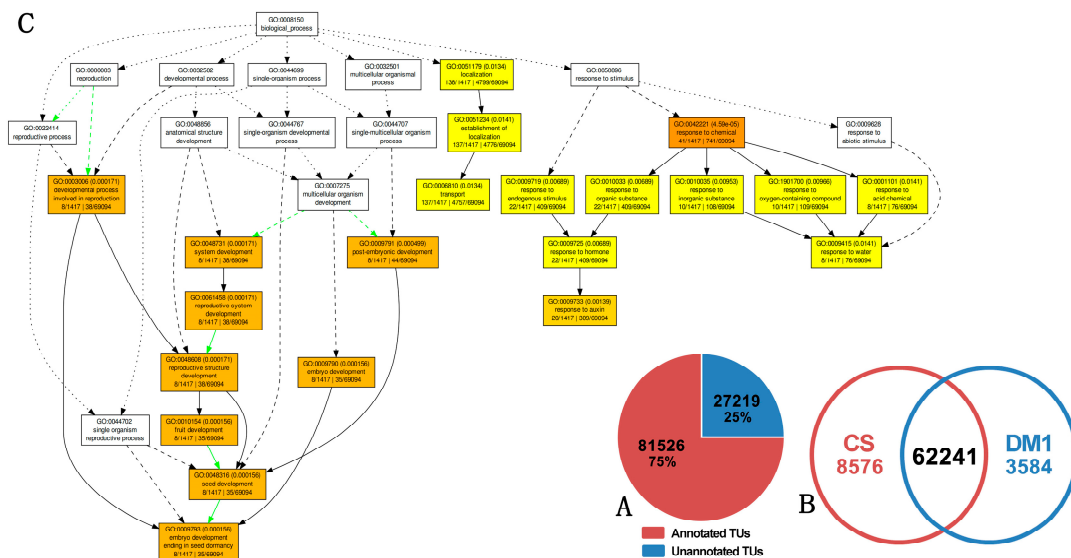 C
GO:0008150
biological_process
reproduction
developmental process
GO:0044699
single-organism process
GO:0032501
multicellular organismal
process
GO:0051179 (0.0134)
localization
138/1417 | 4799/69094
GO:0050896
response to stimulus
GO:0022414
reproductive process
GO:0048856
anatomical structure
development
GO:0044767
single-organism developmental
process
GO:0044707
single-multicellular organism
process
GO:0051234 (0.0141)
establishment of
localization
137/1417 | 4776/69094
GO:0042221 (4.59e-05)
response to chemical
41/1417 | 741/69094
GO:0009628
response to
abiotic stimulus
GO:0003006 (0.000171)
developmental process
involved in reproduction
8/1417 | 38/69094
GO:0007275
multicellular organism
development
GO:0006810 (0.0134)
transport
137/1417 | 4757/69094
GO:0009719 (0.00689)
response to
endogenous stimulus
22/1417 | 409/69094
GO:0010033 (0.00689)
response to
organic substance
22/1417 | 409/69094
GO:0010035 (0.00953)
response to
inorganic substance
10/1417 | 108/69094
GO:1901700 (0.00966)
response to
oxygen-containing compound
10/1417 | 109/69094
GO:0001101 (0.0141)
response to
acid chemical
8/1417 | 76/69094
GO:0048731 (0.000171)
system development
8/1417 | 38/69094
GO:0009791 (0.000499)
post-embryonic development
8/1417 | 44/69094
GO:0009725 (0.00689)
response to hormone
22/1417 | 409/69094
GO:0009415 (0.0141)
response to water
8/1417 | 76/69094
GO:0061458 (0.000171)
reproductive system
development
8/1417 | 38/69094
GO:0009733 (0.00139)
response to auxin
GO:0048608 (0.000171)
reproductive structure
development
8/1417 | 38/69094
GO:0009790 (0.000156)
embryo development
8/1417 | 35/69094
GO:0044702
single organism
reproductive process
GO:0010154 (0.000156)
fruit development
8/1417 | 35/69094
GO:0048316 (0.000156)
seed development
8/1417 | 35/69094
GO:0009793 (0.000156)
embryo development
ending in seed dormancy
8/1417 | 35/69094
27219
25%
81526
75%
A
Annotated TUs
Unannotated TUs
CS
8576
62241
DM1
3584
B